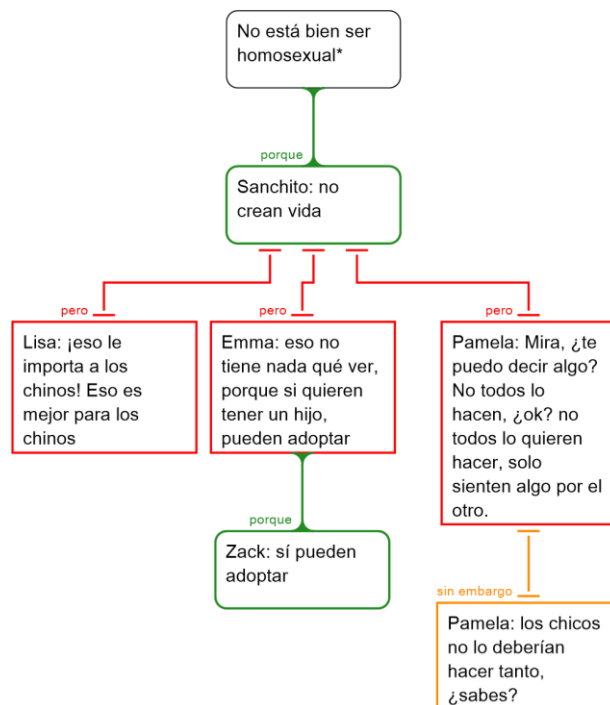 No está bien ser
homosexual*
porque
Sanchito: no
crean vida
pero
Lisa: ¡eso le
importa a los
chinos! Eso es
mejor para los
chinos
pero
Emma: eso no
tiene nada qué ver,
porque si quieren
tener un hijo,
pueden adoptar
pero
Pamela: Mira, ¿te
puedo decir algo?
No todos lo
hacen, ¿ok? no
todos lo quieren
hacer, solo
sienten algo por el
otro.
porque
Zack: sí pueden
adoptar
sin embargo
Pamela: los chicos
no lo deberían
hacer tanto,
¿sabes?